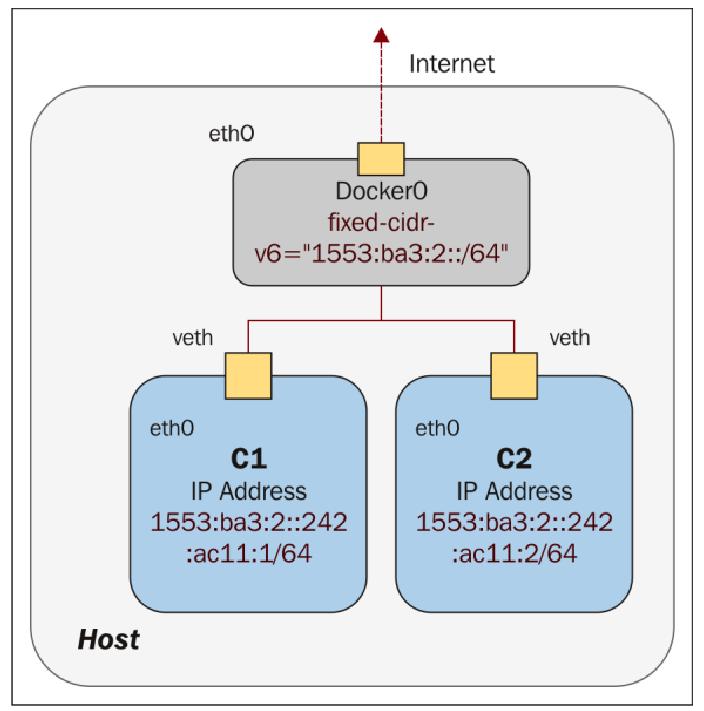 Internet
eth0
Docker0
fixed-cidr-
v6="1553:ba3:2::/64"
veth
veth
eth0
C1
IP Address
1553:ba3:2::242
:ac11:1/64
eth0
C2
IP Address
1553:ba3:2::242
:ac11:2/64
Host